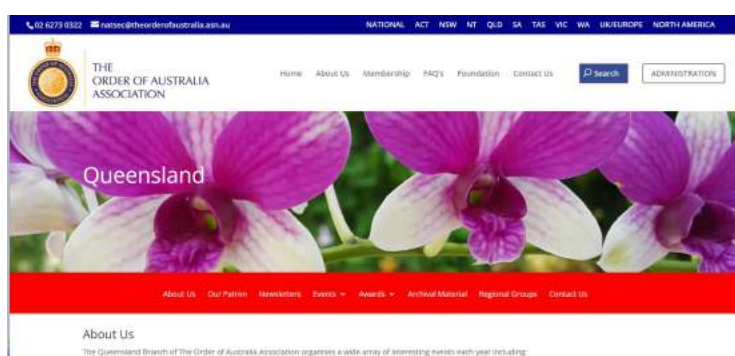 02 6273 0322 natsec@theorderofaustralia.asn.au NATIONAL ACT NSW NT QLD SA TAS VIC WA UK/EUROPE NORTH AMERICA
THE
ORDER OF AUSTRALIA
ASSOCIATION
Home About Us Membership FAQ's Foundation Contact Us Search ADMINISTRATION
Queensland
About Us Our Patron Newsletters Events Awards Archival Material Regional Groups Contact Us
About Us
The Queensland Branch of The Order of Australia Association organises a wide array of interesting events each year including: